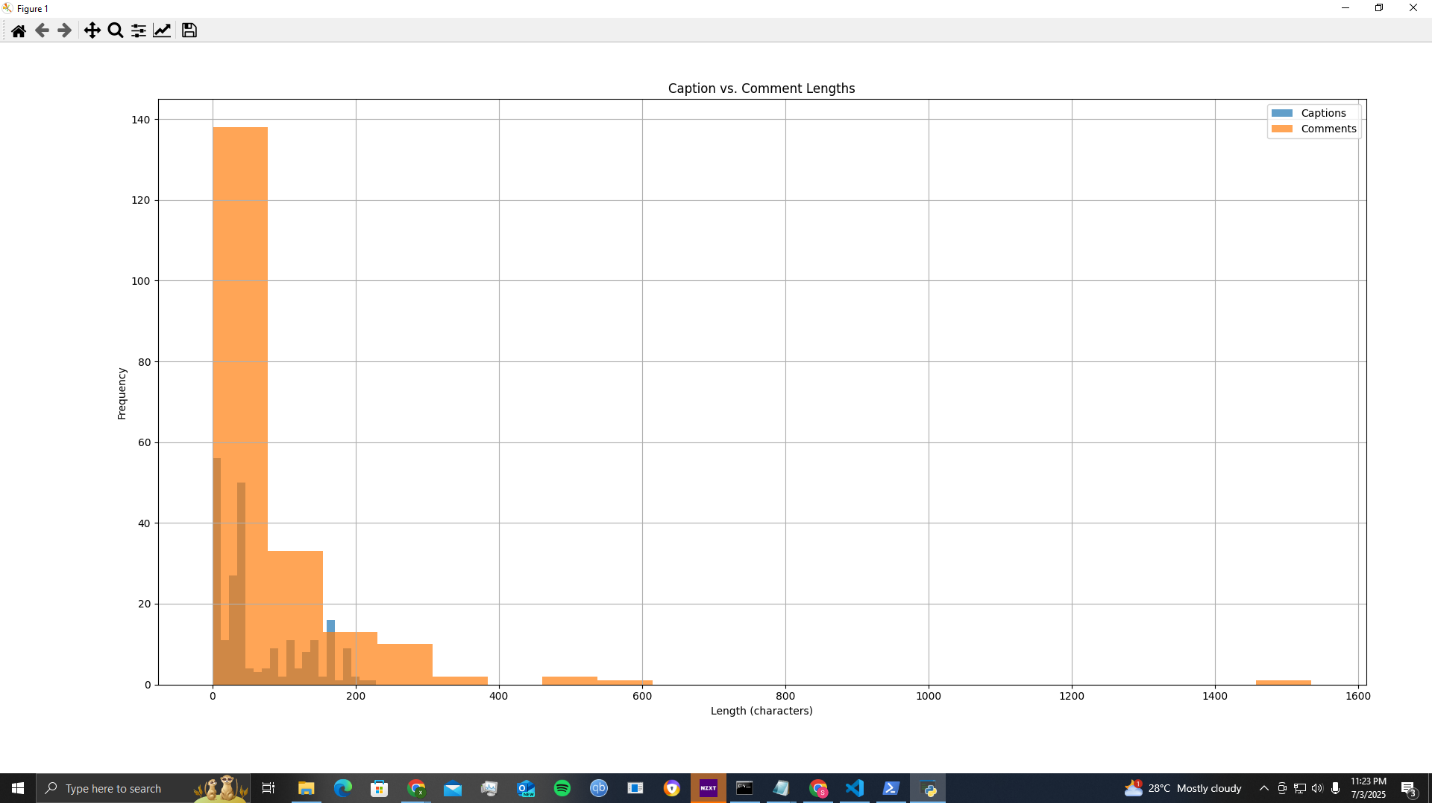 Figure 1
Caption vs. Comment Lengths
Captions
Comments
140
120
100
80
60
40
20
0
Frequency
0 200 400 600 800 1000 1200 1400 1600
Length (characters)
Type here to search
NEXT
28°C Mostly cloudy
11:23 PM
7/3/2025